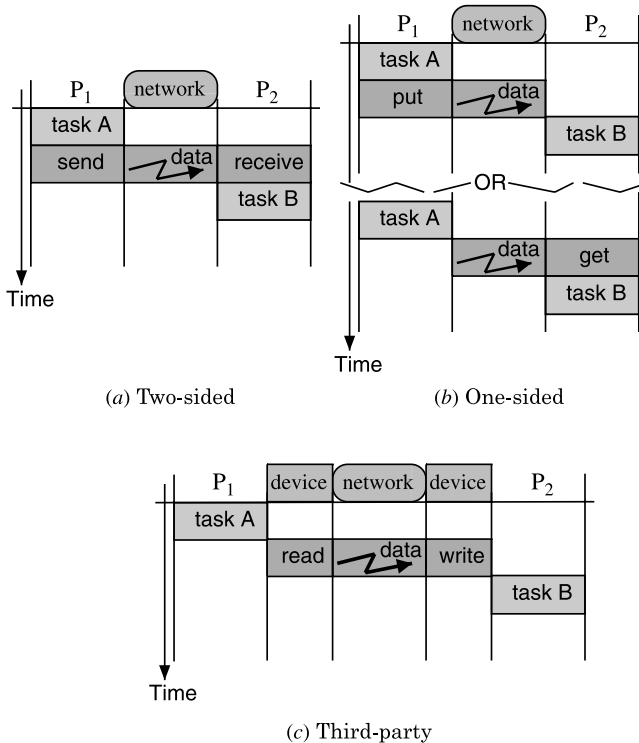 P1 network P2
task A
send data receive
task B
Time
(a) Two-sided
P1 network P2
task A
put data
task B
OR
task A
data get
task B
Time
(b) One-sided
P1 device network device P2
task A
read data write
task B
Time
(c) Third-party